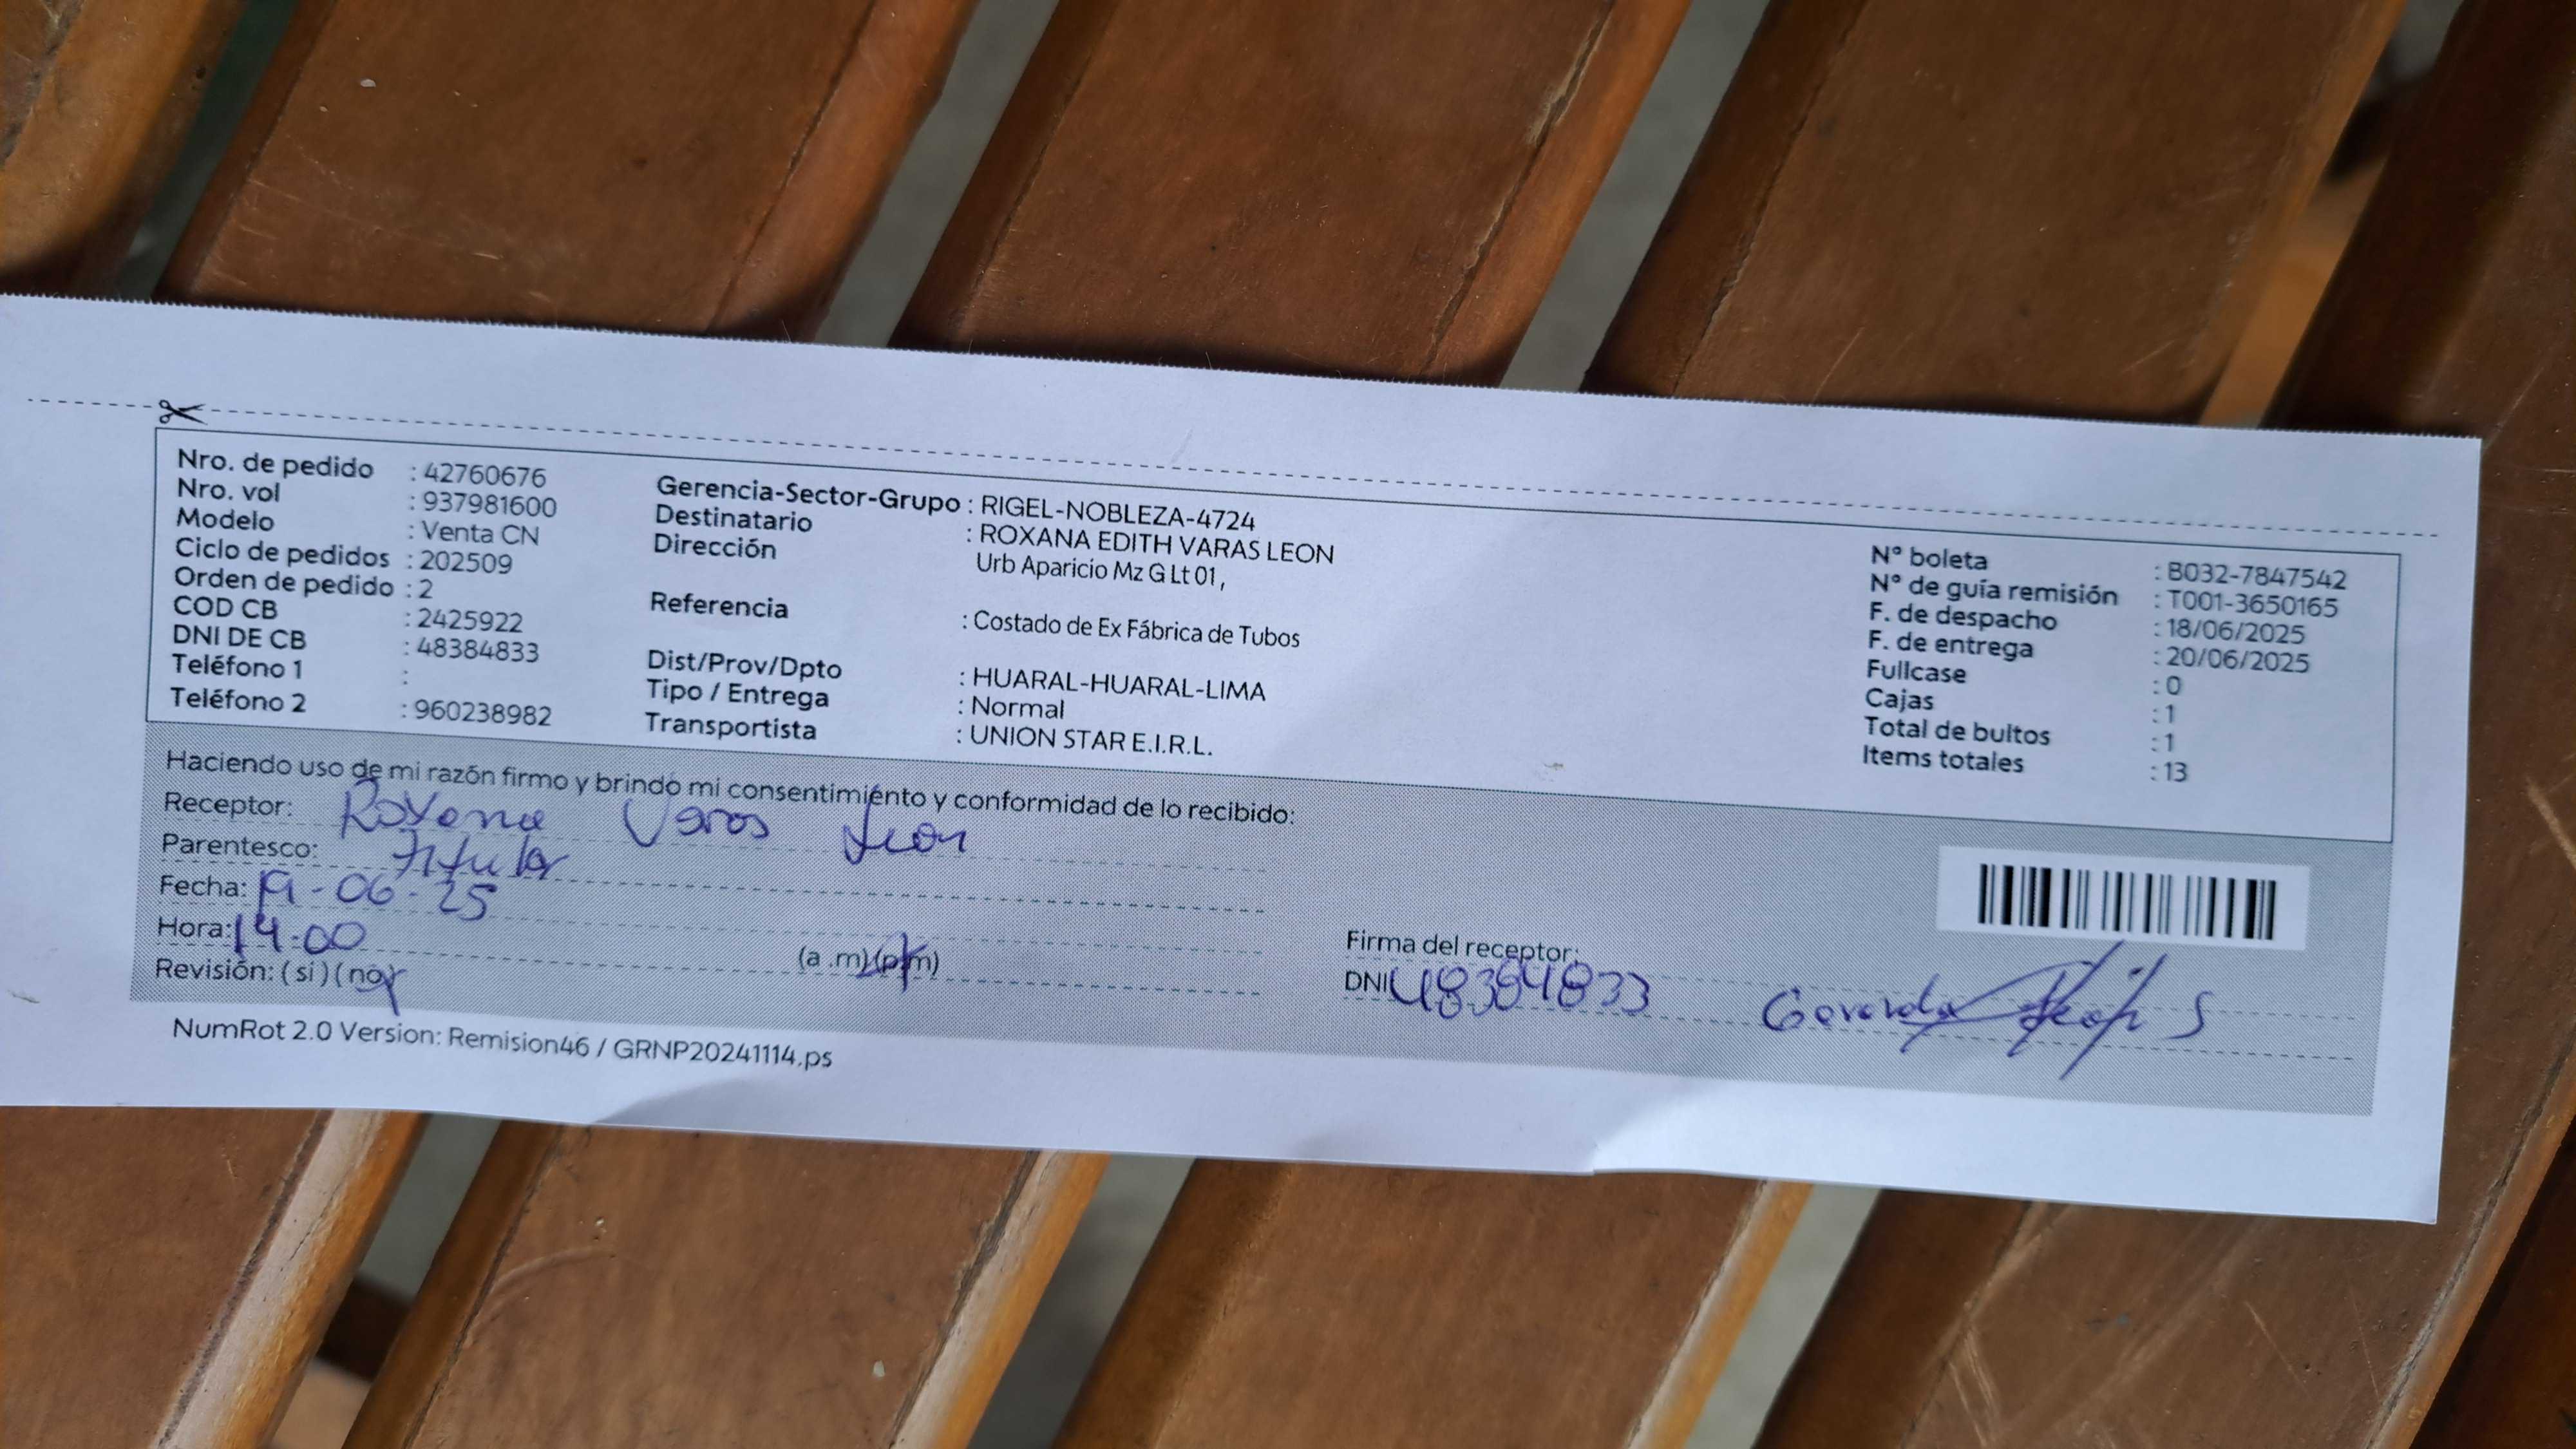 Nro. de pedido : 42760676
Nro. vol : 937981600
Modelo : Venta CN
Ciclo de pedidos : 202509
Orden de pedido : 2
COD CB : 2425922
DNI DE CB : 48384833
Teléfono 1 :
Teléfono 2 : 960238982
Gerencia-Sector-Grupo : RIGEL-NOBLEZA-4724
Destinatario : ROXANA EDITH VARAS LEON
Dirección Urb Aparicio Mz G Lt 01,
Referencia : Costado de Ex Fábrica de Tubos
Dist/Prov/Dpto : HUARAL-HUARAL-LIMA
Tipo / Entrega : Normal
Transportista : UNION STAR E.I.R.L.
N° boleta : B032-7847542
N° de guía remisión : T001-3650165
F. de despacho : 18/06/2025
F. de entrega : 20/06/2025
Fullcase : 0
Cajas : 1
Total de bultos : 1
Items totales : 13
Haciendo uso de mi razón firmo y brindo mi consentimiento y conformidad de lo recibido:
Receptor: Roxana Varas Leon
Parentesco: titular
Fecha: 19-06-25
Hora: 14:00 (a .m) (p.m)
Revisión: (si) (no)
Firma del receptor:
DNI 48384833
NumRot 2.0 Version: Remision46 / GRNP20241114.ps